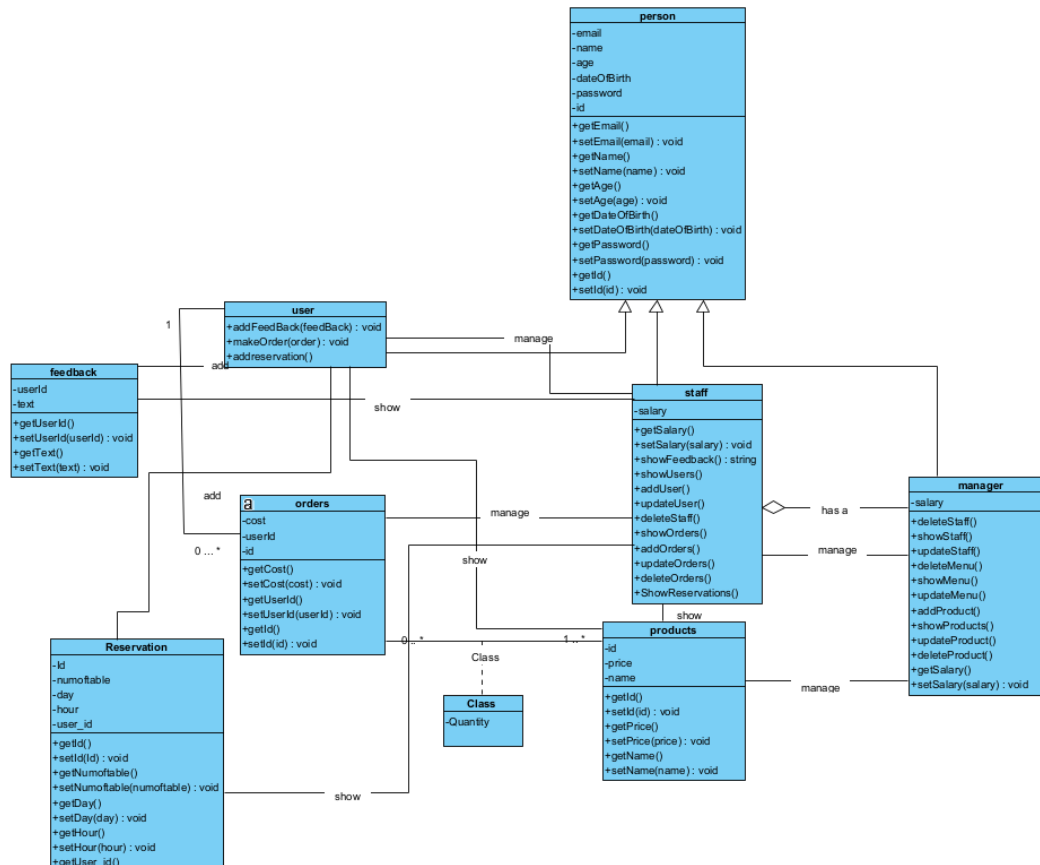 person
-email
-name
-age
-dateOfBirth
-password
-id
+getEmail()
+setEmail(email) : void
+getName()
+setName(name) : void
+getAge()
+setAge(age) : void
+getDateOfBirth()
+setDateOfBirth(dateOfBirth) : void
+getPassword()
+setPassword(password) : void
+getId()
+setId(id) : void
user
+addFeedBack(feedBack) : void
+makeOrder(order) : void
+addreservation()
1
manage
add
feedback
-userId
-text
+getUserId()
+setUserId(userId) : void
+getText()
+setText(text) : void
show
staff
-salary
+getSalary()
+setSalary(salary) : void
+showFeedback() : string
+showUsers()
+addUser()
+updateUser()
+deleteStaff()
+showOrders()
+addOrders()
+updateOrders()
+deleteOrders()
+ShowReservations()
has a
manage
manager
-salary
+deleteStaff()
+showStaff()
+updateStaff()
+deleteMenu()
+showMenu()
+updateMenu()
+addProduct()
+showProducts()
+updateProduct()
+deleteProduct()
+getSalary()
+setSalary(salary) : void
add
0 ... *
a
orders
-cost
-userId
-id
+getCost()
+setCost(cost) : void
+getUserId()
+setUserId(userId) : void
+getId()
+setId(id) : void
manage
show
show
0 .. *
1 .. *
Class
Class
-Quantity
products
-id
-price
-name
+getId()
+setId(id) : void
+getPrice()
+setPrice(price) : void
+getName()
+setName(name) : void
manage
Reservation
-Id
-numoftable
-day
-hour
-user_id
+getId()
+setId(Id) : void
+getNumoftable()
+setNumoftable(numoftable) : void
+getDay()
+setDay(day) : void
+getHour()
+setHour(hour) : void
+getUser_id()
show